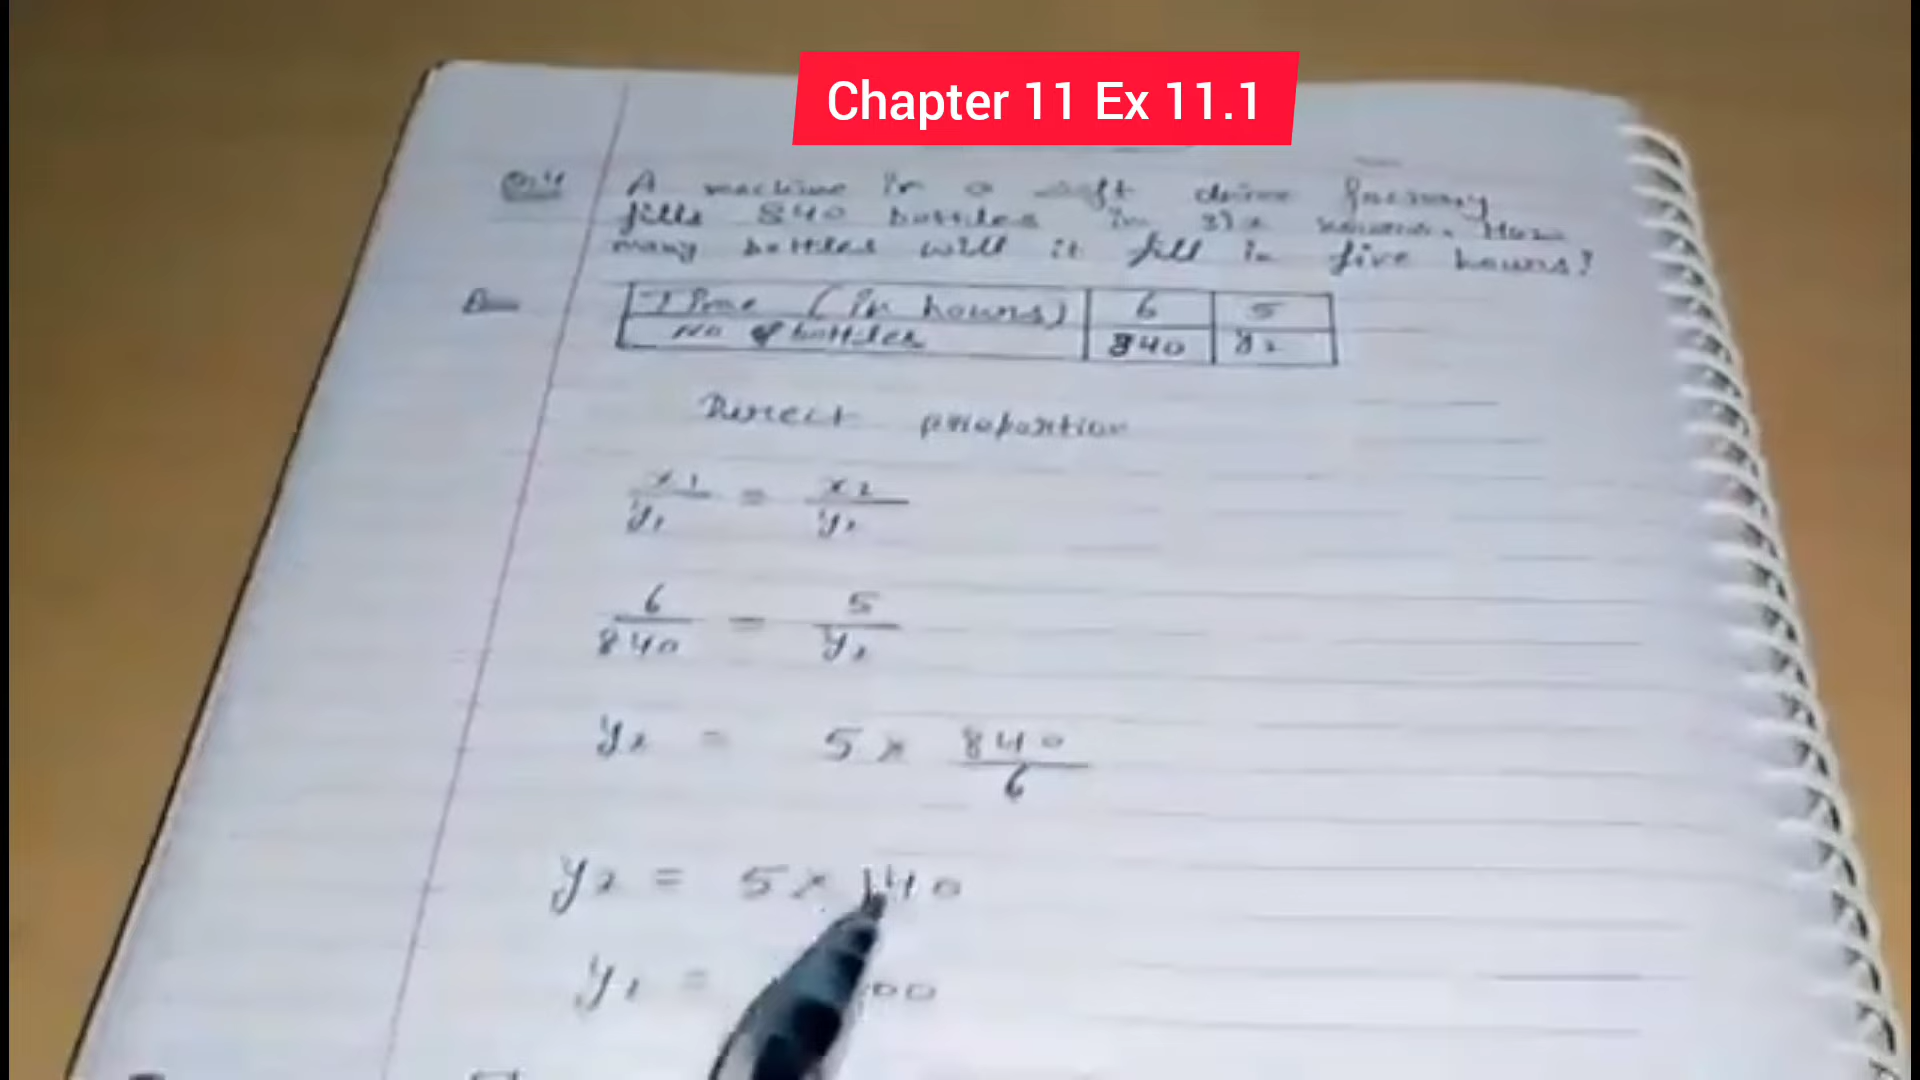 Chapter 11 Ex 11.1
Q.4 A machine in a soft drink factory
fills 840 bottles in six hours. How
many bottles will it fill in five hours?
Time (in hours) 6 5
No of bottles 840 y2
Direct proportion
x1/y1 = x2/y2
6/840 = 5/y2
y2 = 5 × 840/6
y2 = 5 × 140
y2 = 00